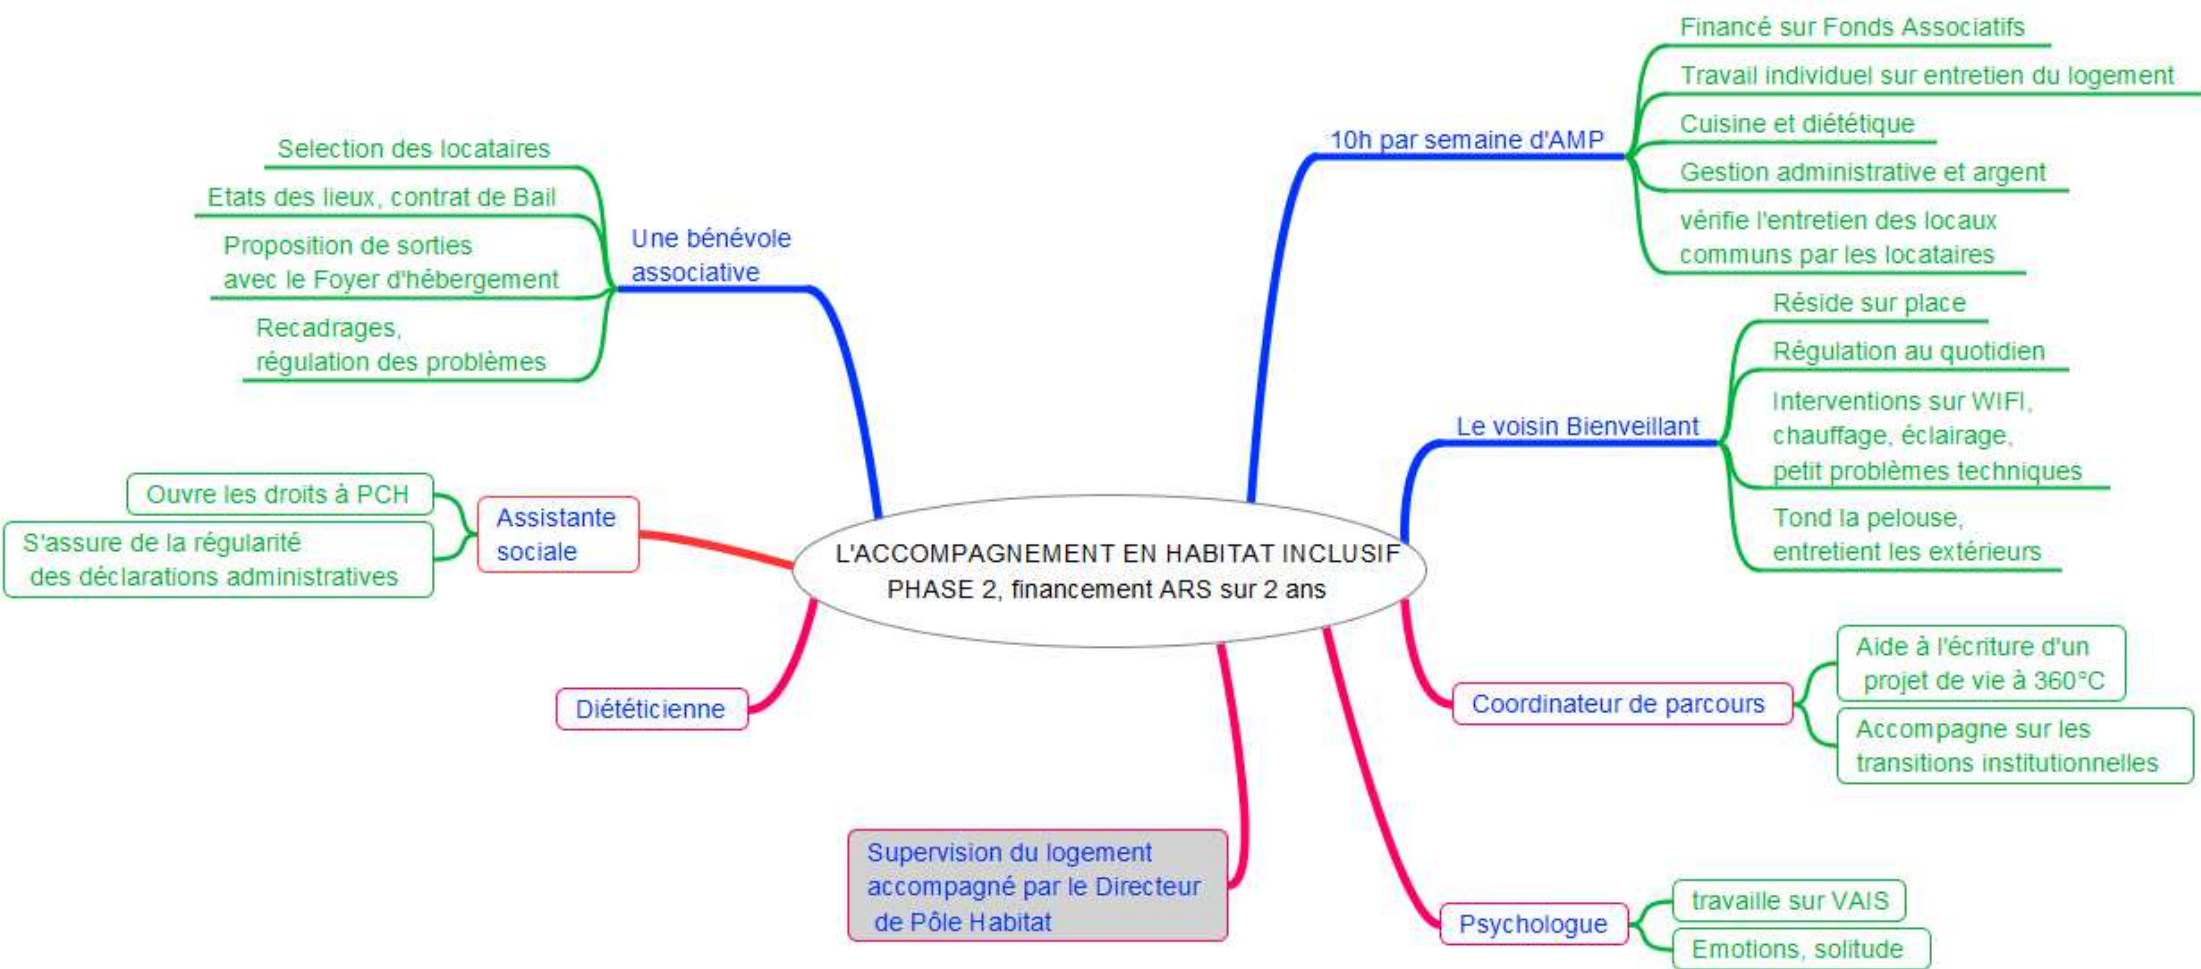 L'ACCOMPAGNEMENT EN HABITAT INCLUSIF
PHASE 2, financement ARS sur 2 ans
10h par semaine d'AMP
Financé sur Fonds Associatifs
Travail individuel sur entretien du logement
Cuisine et diététique
Gestion administrative et argent
vérifie l'entretien des locaux
communs par les locataires
Le voisin Bienveillant
Réside sur place
Régulation au quotidien
Interventions sur WIFI,
chauffage, éclairage,
petit problèmes techniques
Tond la pelouse,
entretient les extérieurs
Coordinateur de parcours
Aide à l'écriture d'un
projet de vie à 360°C
Accompagne sur les
transitions institutionnelles
Psychologue
travaille sur VAIS
Emotions, solitude
Supervision du logement
accompagné par le Directeur
de Pôle Habitat
Diététicienne
Assistante
sociale
Ouvre les droits à PCH
S'assure de la régularité
des déclarations administratives
Une bénévole
associative
Selection des locataires
Etats des lieux, contrat de Bail
Proposition de sorties
avec le Foyer d'hébergement
Recadrages,
régulation des problèmes